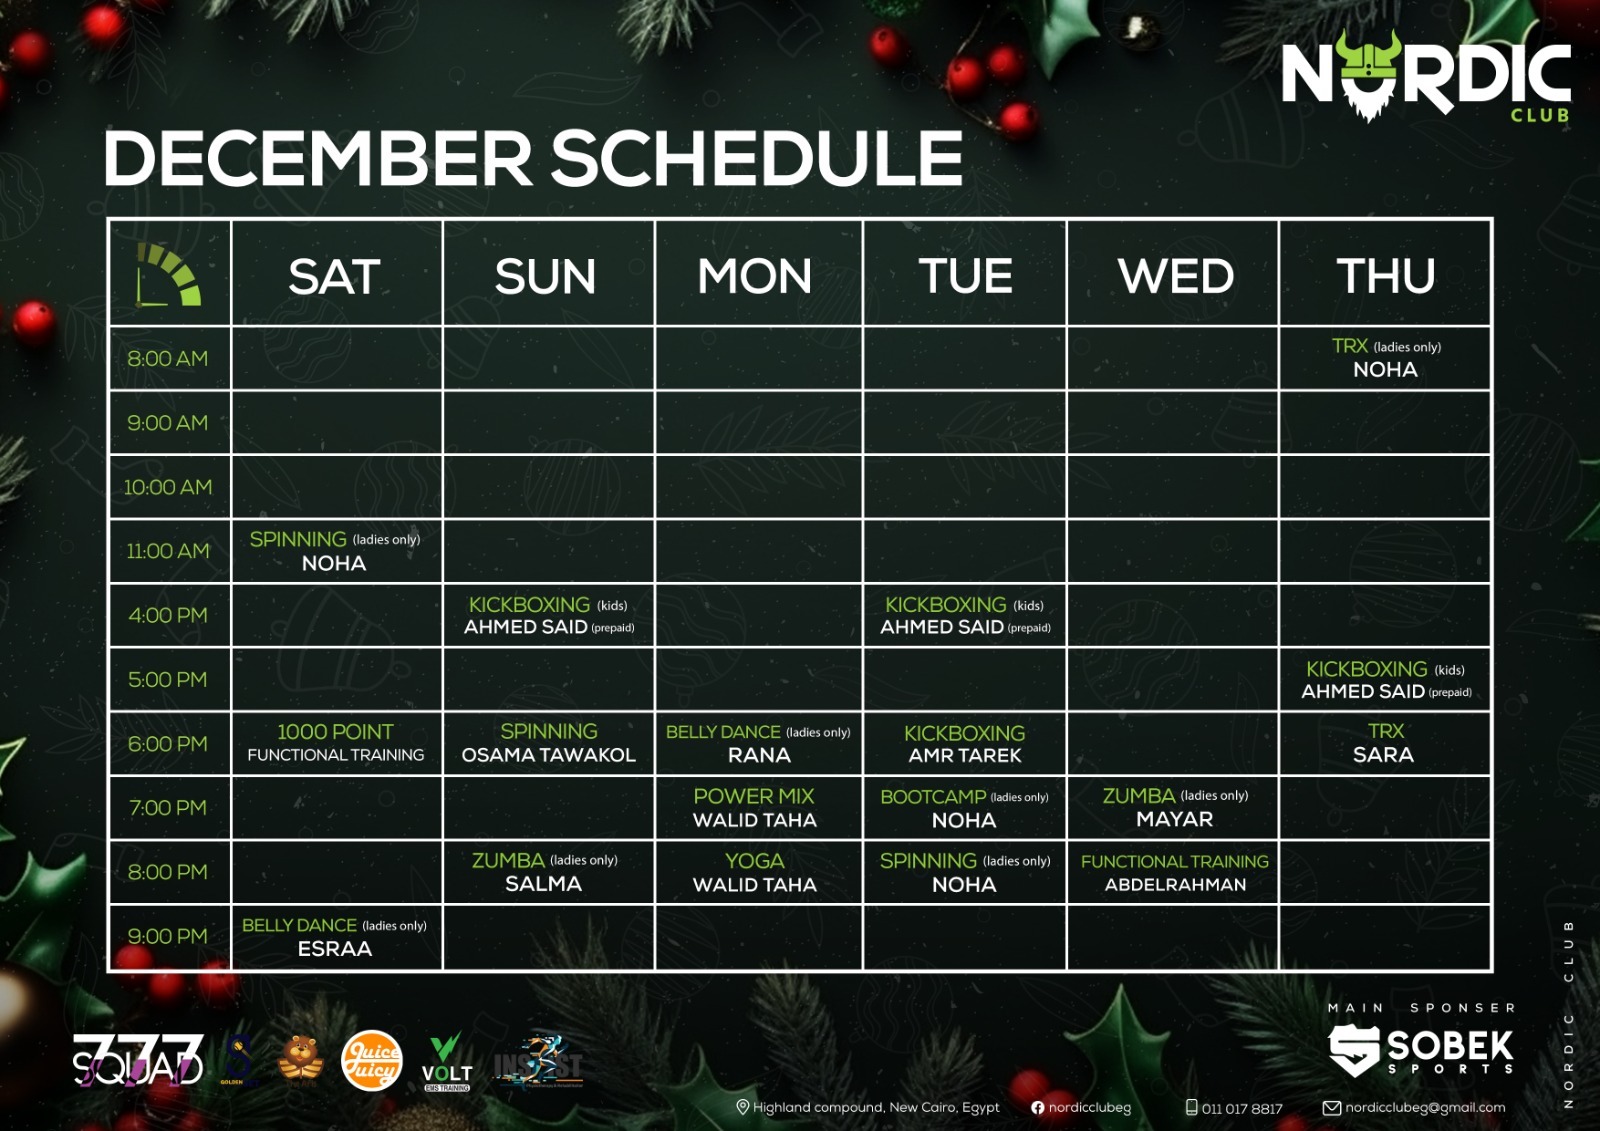 NORDIC
CLUB
DECEMBER SCHEDULE
SAT SUN MON TUE WED THU
8:00 AM
TRX (ladies only)
NOHA
9:00 AM
10:00 AM
11:00 AM
SPINNING (ladies only)
NOHA
4:00 PM
KICKBOXING (kids)
AHMED SAID (prepaid)
KICKBOXING (kids)
AHMED SAID (prepaid)
5:00 PM
KICKBOXING (kids)
AHMED SAID (prepaid)
6:00 PM
1000 POINT
FUNCTIONAL TRAINING
SPINNING
OSAMA TAWAKOL
BELLY DANCE (ladies only)
RANA
KICKBOXING
AMR TAREK
TRX
SARA
7:00 PM
POWER MIX
WALID TAHA
BOOTCAMP (ladies only)
NOHA
ZUMBA (ladies only)
MAYAR
8:00 PM
ZUMBA (ladies only)
SALMA
YOGA
WALID TAHA
SPINNING (ladies only)
NOHA
FUNCTIONAL TRAINING
ABDELRAHMAN
9:00 PM
BELLY DANCE (ladies only)
ESRAA
NORDIC CLUB
MAIN SPONSER
SOBEK
SPORTS
777
SQUAD
GOLDEN
Juice
Juicy
VOLT
EMS TRAINING
Highland compound, New Cairo, Egypt
nordicclubeg
011 017 8817
nordicclubeg@gmail.com